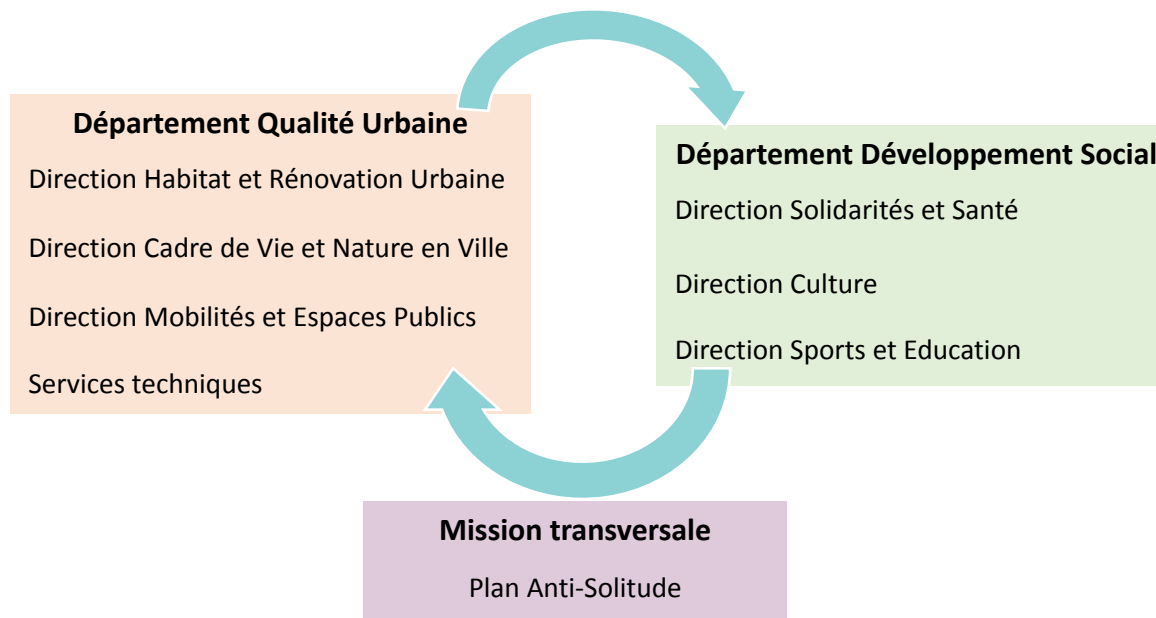 Département Qualité Urbaine
Direction Habitat et Rénovation Urbaine
Direction Cadre de Vie et Nature en Ville
Direction Mobilités et Espaces Publics
Services techniques
Département Développement Social
Direction Solidarités et Santé
Direction Culture
Direction Sports et Education
Mission transversale
Plan Anti-Solitude